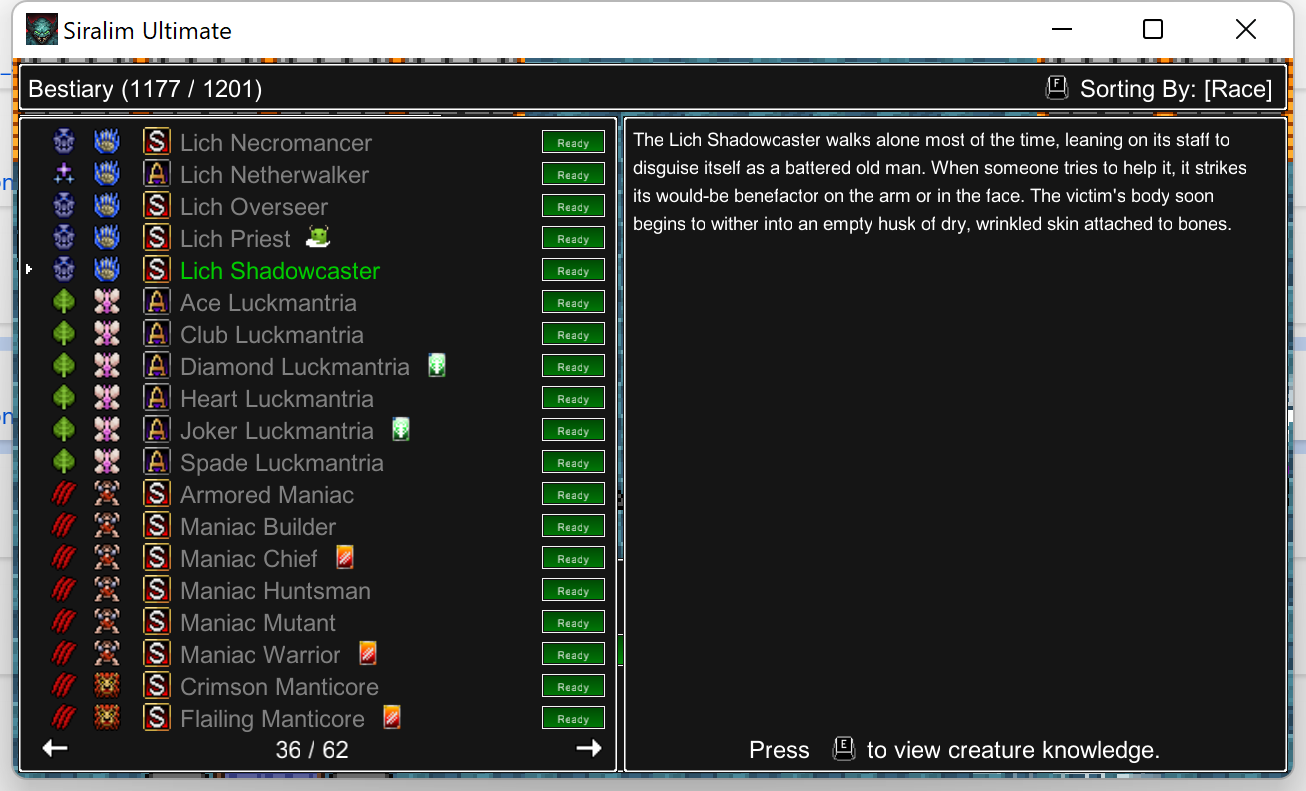 Siralim Ultimate
Bestiary (1177 / 1201)
F Sorting By: [Race]
S Lich Necromancer Ready
A Lich Netherwalker Ready
S Lich Overseer Ready
S Lich Priest Ready
S Lich Shadowcaster Ready
A Ace Luckmantria Ready
A Club Luckmantria Ready
A Diamond Luckmantria Ready
A Heart Luckmantria Ready
A Joker Luckmantria Ready
A Spade Luckmantria Ready
S Armored Maniac Ready
S Maniac Builder Ready
S Maniac Chief Ready
S Maniac Huntsman Ready
S Maniac Mutant Ready
S Maniac Warrior Ready
S Crimson Manticore Ready
S Flailing Manticore Ready
36 / 62
The Lich Shadowcaster walks alone most of the time, leaning on its staff to
disguise itself as a battered old man. When someone tries to help it, it strikes
its would-be benefactor on the arm or in the face. The victim's body soon
begins to wither into an empty husk of dry, wrinkled skin attached to bones.
Press E to view creature knowledge.